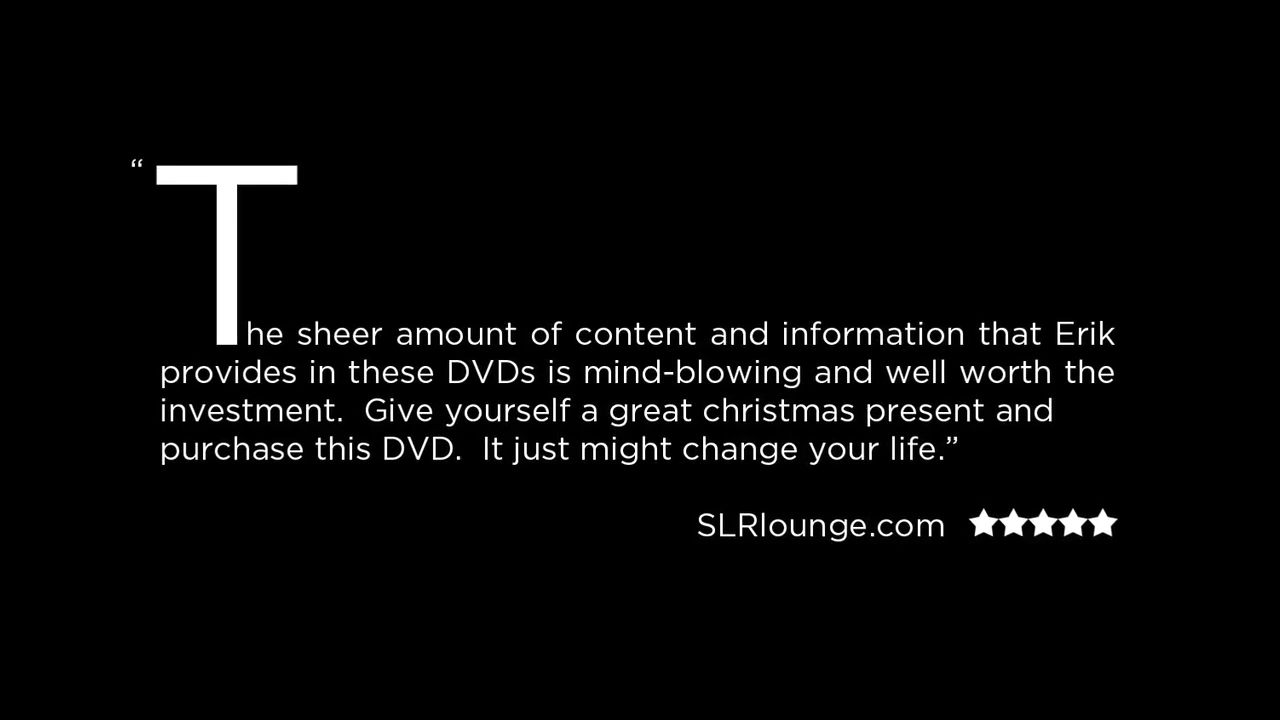 “The sheer amount of content and information that Erik
provides in these DVDs is mind-blowing and well worth the
investment.  Give yourself a great christmas present and
purchase this DVD.  It just might change your life.”
SLRlounge.com ★★★★★